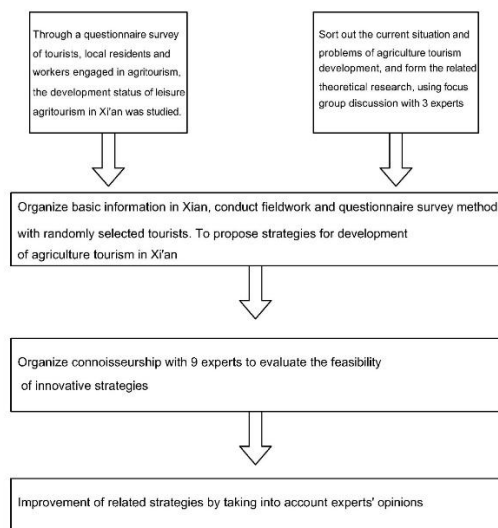 Through a questionnaire survey
of tourists, local residents and
workers engaged in agritourism,
the development status of leisure
agritourism in Xi'an was studied.
Sort out the current situation and
problems of agriculture tourism
development, and form the related
theoretical research, using focus
group discussion with 3 experts
Organize basic information in Xian, conduct fieldwork and questionnaire survey method
with randomly selected tourists. To propose strategies for development
of agriculture tourism in Xi'an
Organize connoisseurship with 9 experts to evaluate the feasibility
of innovative strategies
Improvement of related strategies by taking into account experts' opinions